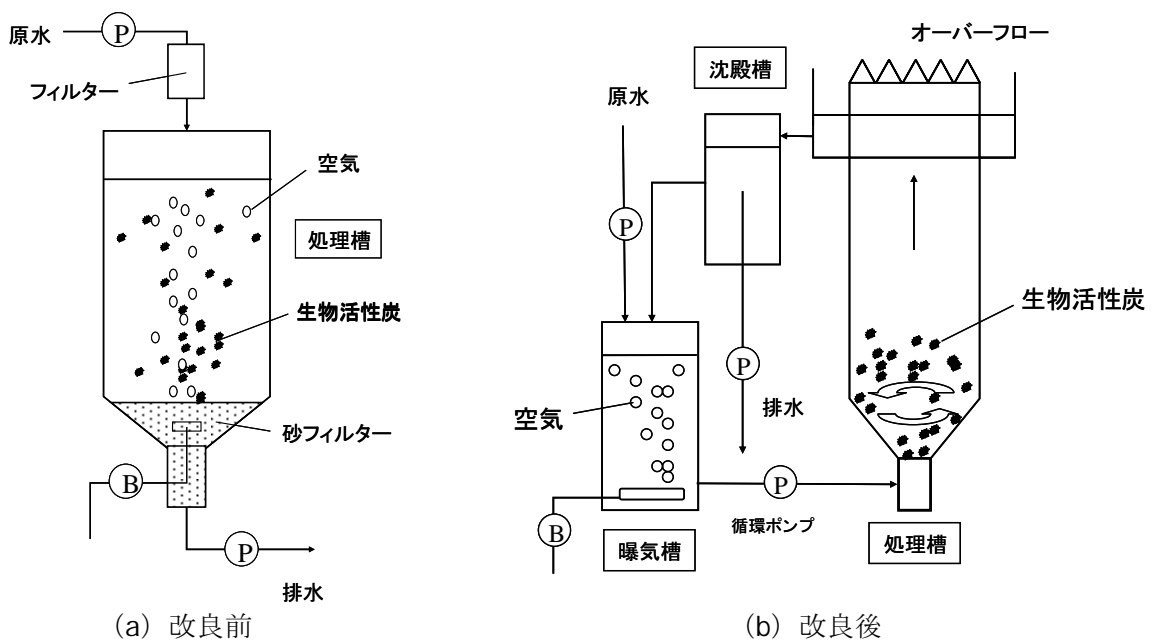 原水
P
フィルター
空気
処理槽
生物活性炭
砂フィルター
B
P
排水
(a) 改良前
オーバーフロー
沈殿槽
原水
P
生物活性炭
P
空気
排水
P
B
循環ポンプ
曝気槽
処理槽
(b) 改良後